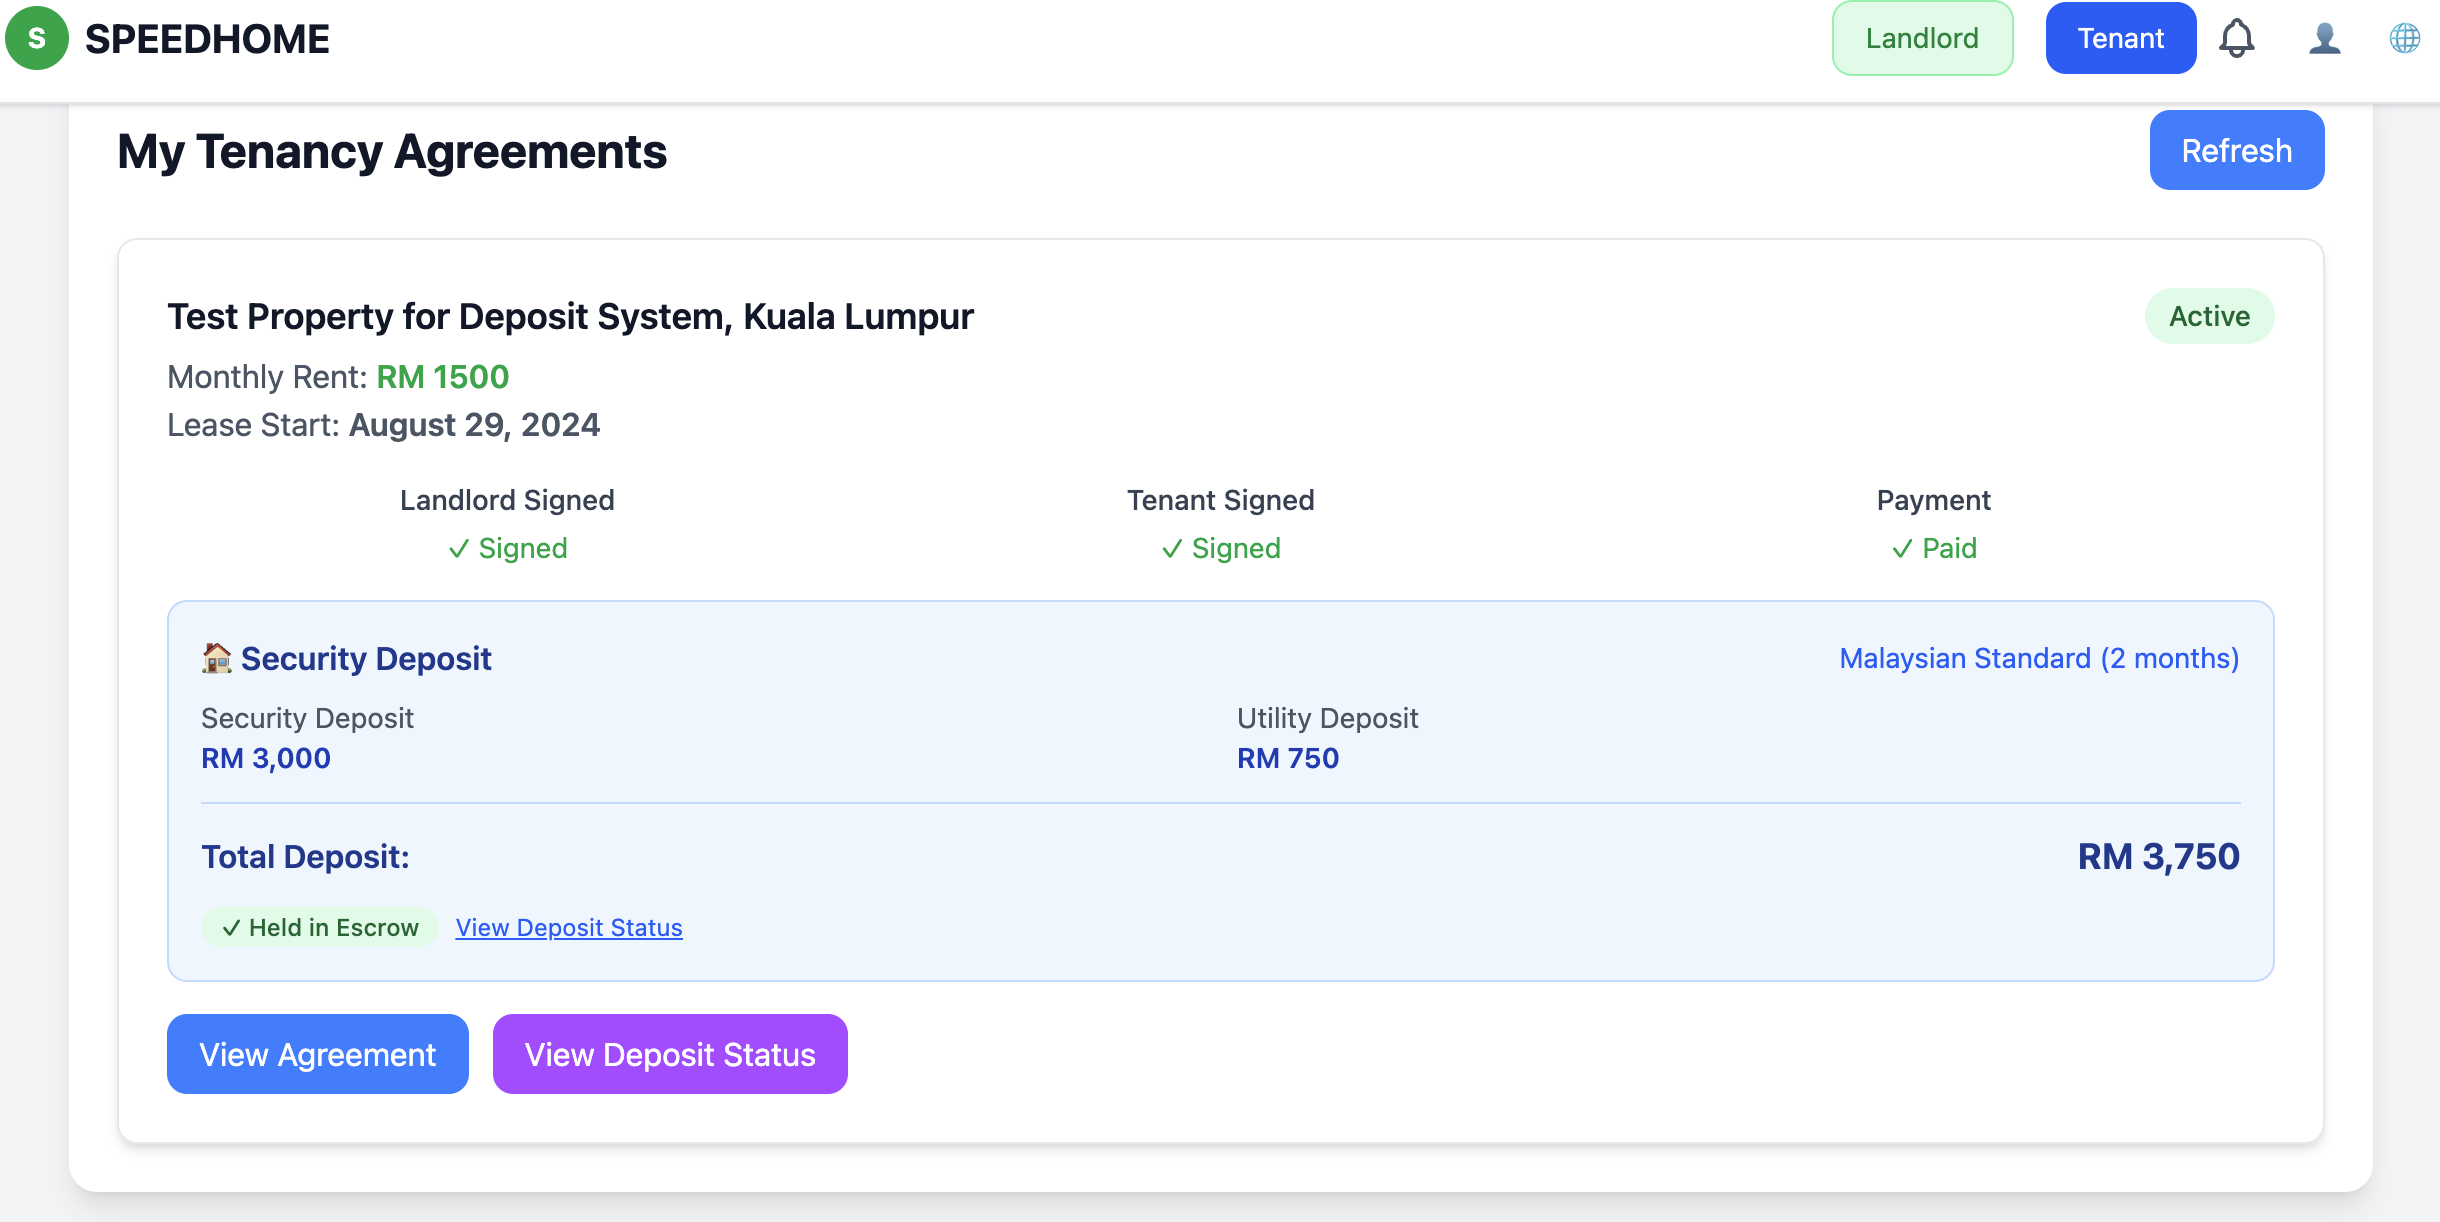 S SPEEDHOME
Landlord
Tenant
My Tenancy Agreements
Refresh
Test Property for Deposit System, Kuala Lumpur
Active
Monthly Rent: RM 1500
Lease Start: August 29, 2024
Landlord Signed
Tenant Signed
Payment
✓ Signed
✓ Signed
✓ Paid
Security Deposit
Malaysian Standard (2 months)
Security Deposit
Utility Deposit
RM 3,000
RM 750
Total Deposit:
RM 3,750
✓ Held in Escrow
View Deposit Status
View Agreement
View Deposit Status